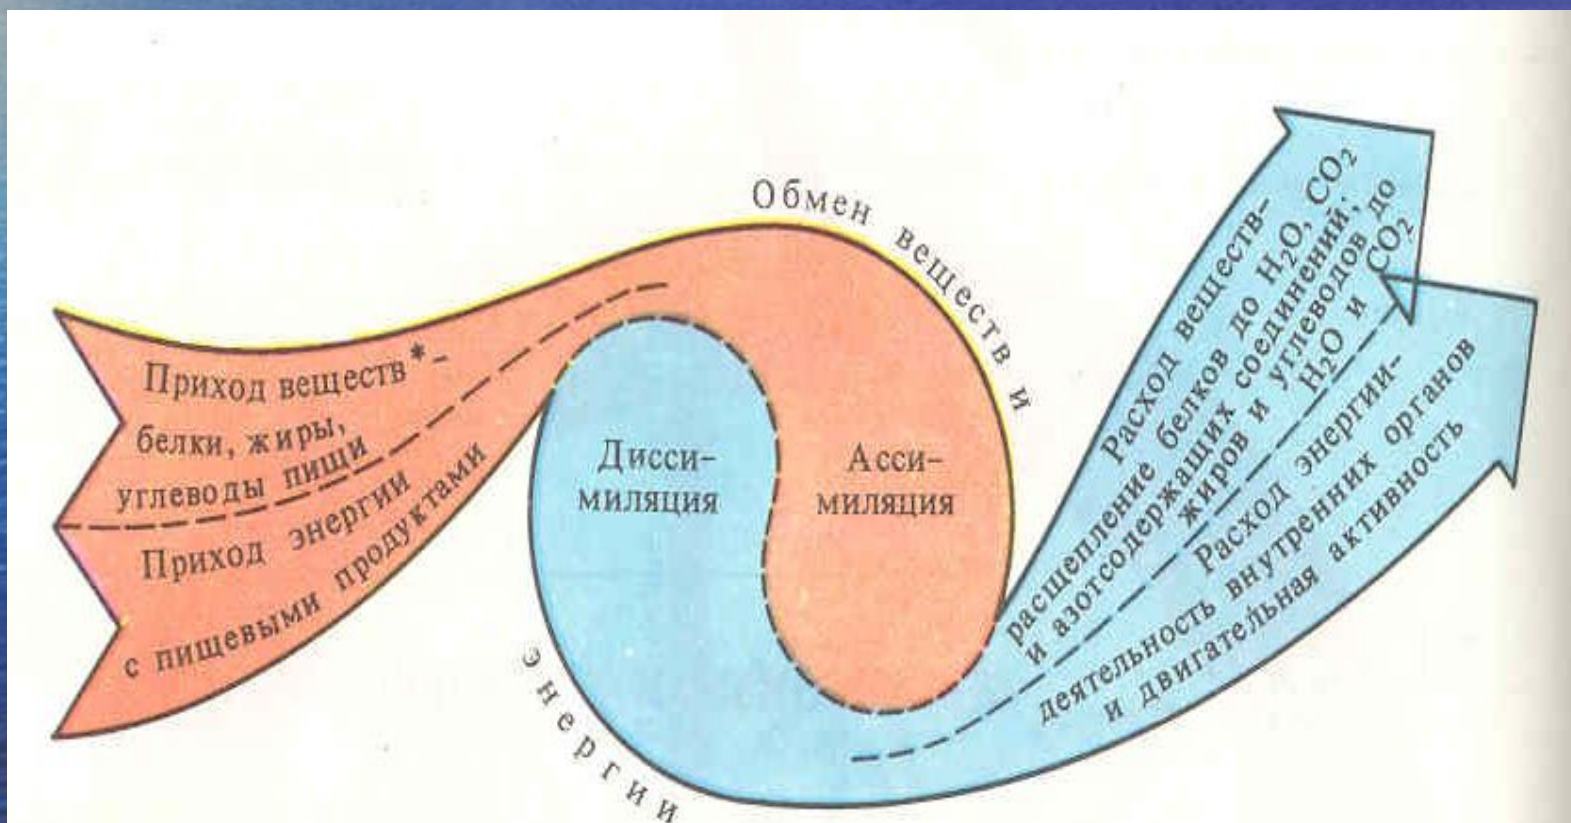 Обмен веществ и
энергии
Приход веществ*-
белки, жиры,
углеводы пищи
Приход энергии
с пищевыми продуктами
Дисси-
миляция
Асси-
миляция
Расход веществ-
расщепление белков до H₂O, CO₂
и азотсодержащих соединений;
жиров и углеводов до
H₂O и CO₂
Расход энергии-
деятельность внутренних органов
и двигательная активность